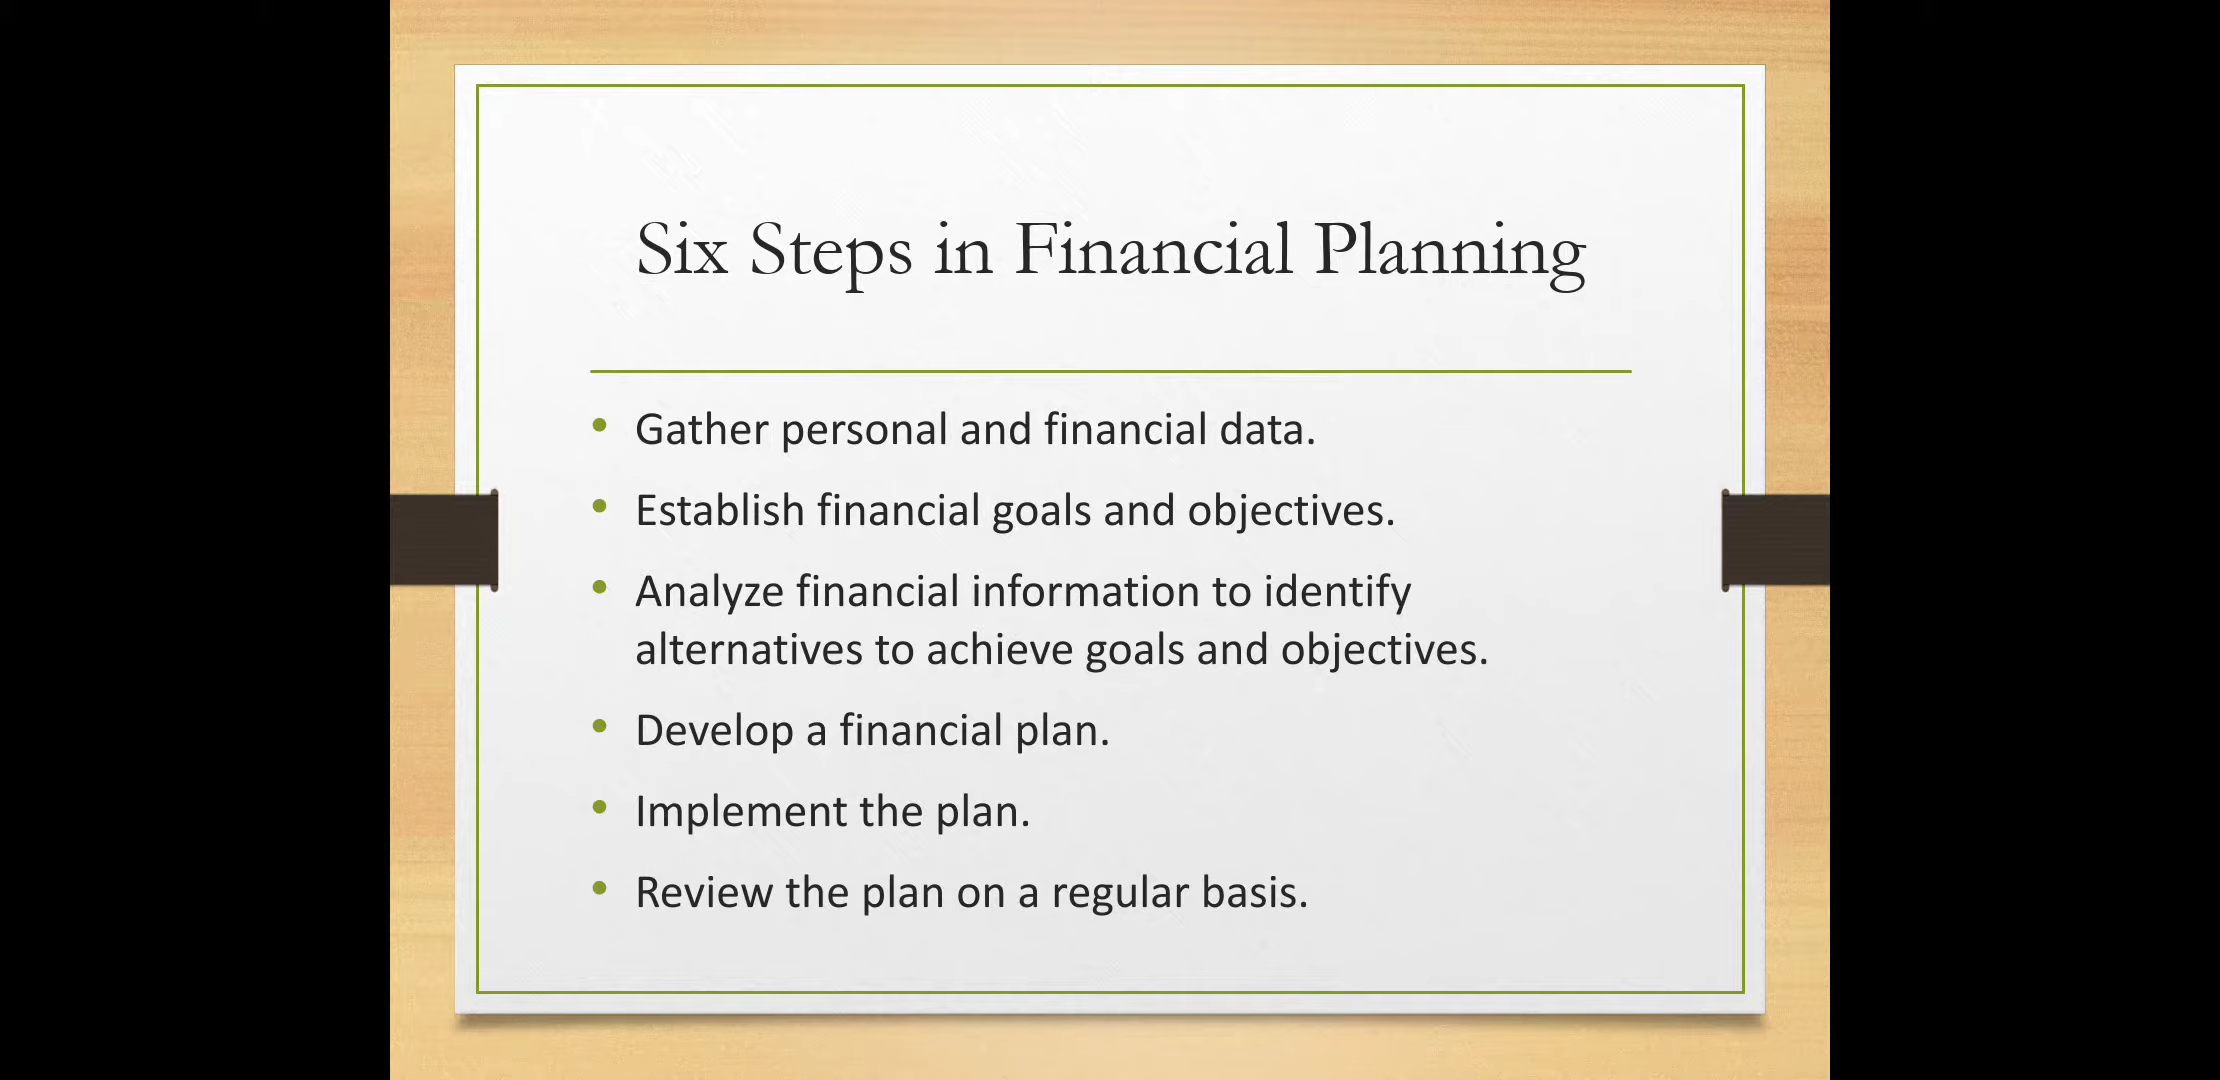 Six Steps in Financial Planning
• Gather personal and financial data.
• Establish financial goals and objectives.
• Analyze financial information to identify
alternatives to achieve goals and objectives.
• Develop a financial plan.
• Implement the plan.
• Review the plan on a regular basis.